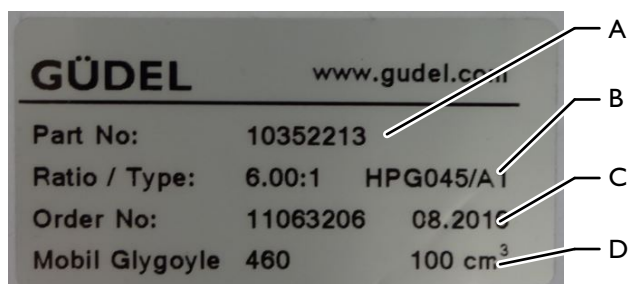 A
GÜDEL www.gudel.com
B
Part No: 10352213
Ratio / Type: 6.00:1 HPG045/A1
C
Order No: 11063206
D
Mobil Glygoyle 460 100 cm³